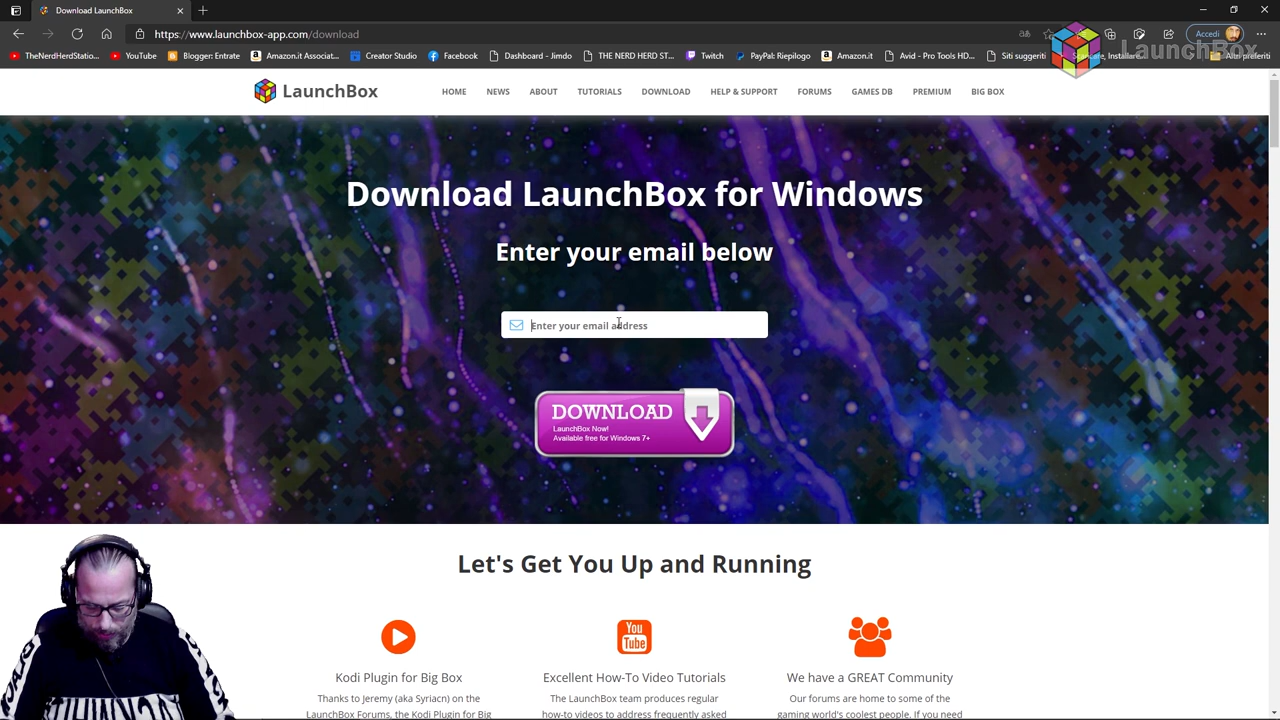 Download LaunchBox
https://www.launchbox-app.com/download
Accedi
TheNerdHerdStatio...
YouTube
Blogger: Entrate
Amazon.it Associat...
Creator Studio
Facebook
Dashboard - Jimdo
THE NERD HERD ST...
Twitch
PayPal: Riepilogo
Amazon.it
Avid - Pro Tools HD...
Siti suggeriti
Altri preferiti
LaunchBox
LaunchBox
HOME
NEWS
ABOUT
TUTORIALS
DOWNLOAD
HELP & SUPPORT
FORUMS
GAMES DB
PREMIUM
BIG BOX
Download LaunchBox for Windows
Enter your email below
Enter your email address
DOWNLOAD
LaunchBox Now!
Available free for Windows 7+
Let's Get You Up and Running
You
Tube
Kodi Plugin for Big Box
Thanks to Jeremy (aka Syriacn) on the
LaunchBox Forums, the Kodi Plugin for Big
Excellent How-To Video Tutorials
The LaunchBox team produces regular
how-to videos to address frequently asked
We have a GREAT Community
Our forums are home to some of the
gaming world's coolest people. If you need